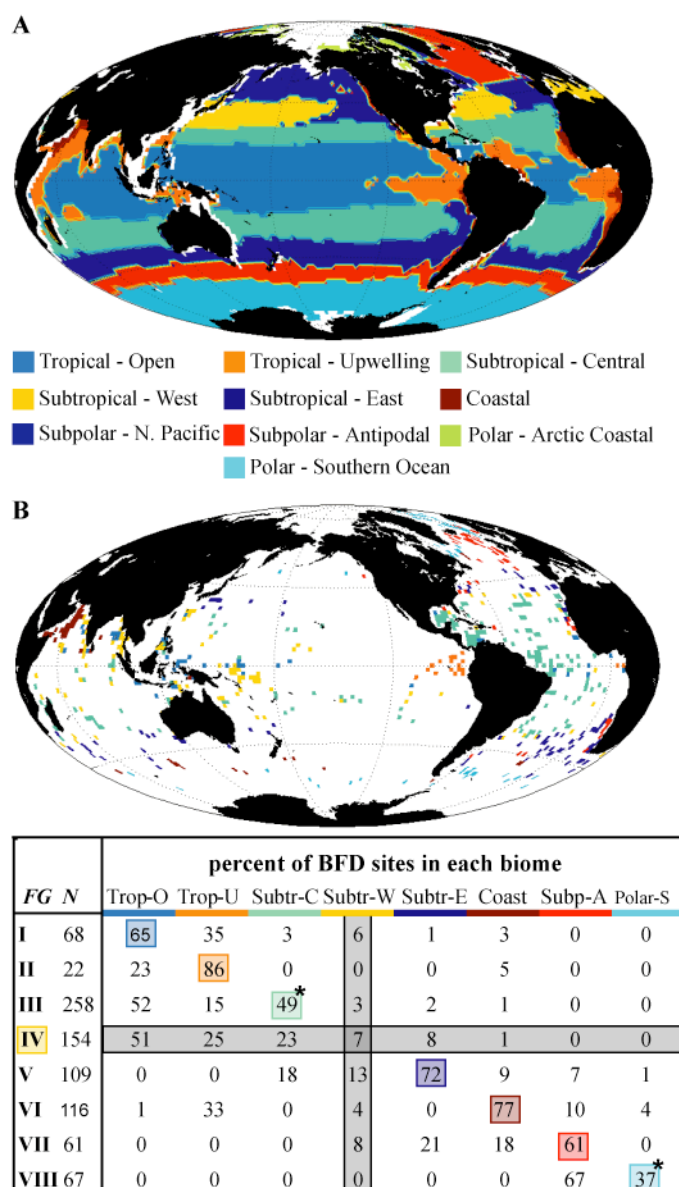 A
Tropical - Open Tropical - Upwelling Subtropical - Central
Subtropical - West Subtropical - East Coastal
Subpolar - N. Pacific Subpolar - Antipodal Polar - Arctic Coastal
Polar - Southern Ocean
B
percent of BFD sites in each biome
FG N Trop-O Trop-U Subtr-C Subtr-W Subtr-E Coast Subp-A Polar-S
I 68 65 35 3 6 1 3 0 0
II 22 23 86 0 0 0 5 0 0
III 258 52 15 49* 3 2 1 0 0
IV 154 51 25 23 7 8 1 0 0
V 109 0 0 18 13 72 9 7 1
VI 116 1 33 0 4 0 77 10 4
VII 61 0 0 0 8 21 18 61 0
VIII 67 0 0 0 0 0 0 67 37*